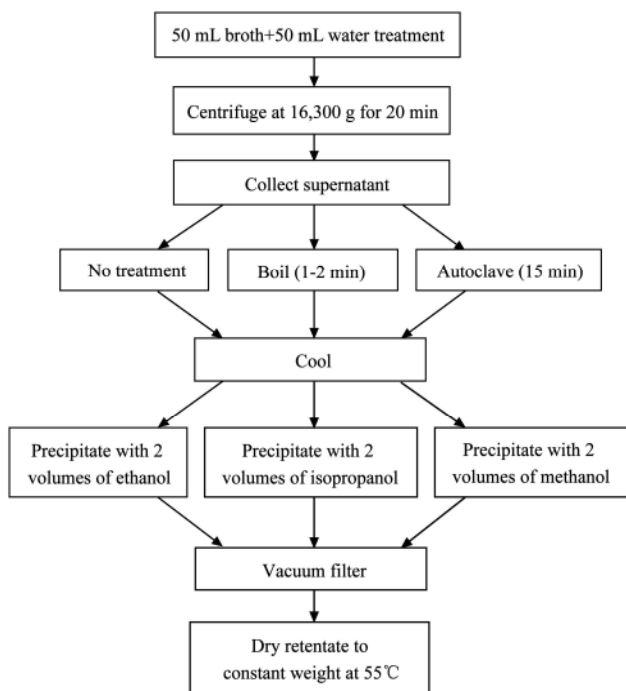 50 mL broth+50 mL water treatment
Centrifuge at 16,300 g for 20 min
Collect supernatant
No treatment
Boil (1-2 min)
Autoclave (15 min)
Cool
Precipitate with 2
volumes of ethanol
Precipitate with 2
volumes of isopropanol
Precipitate with 2
volumes of methanol
Vacuum filter
Dry retentate to
constant weight at 55℃